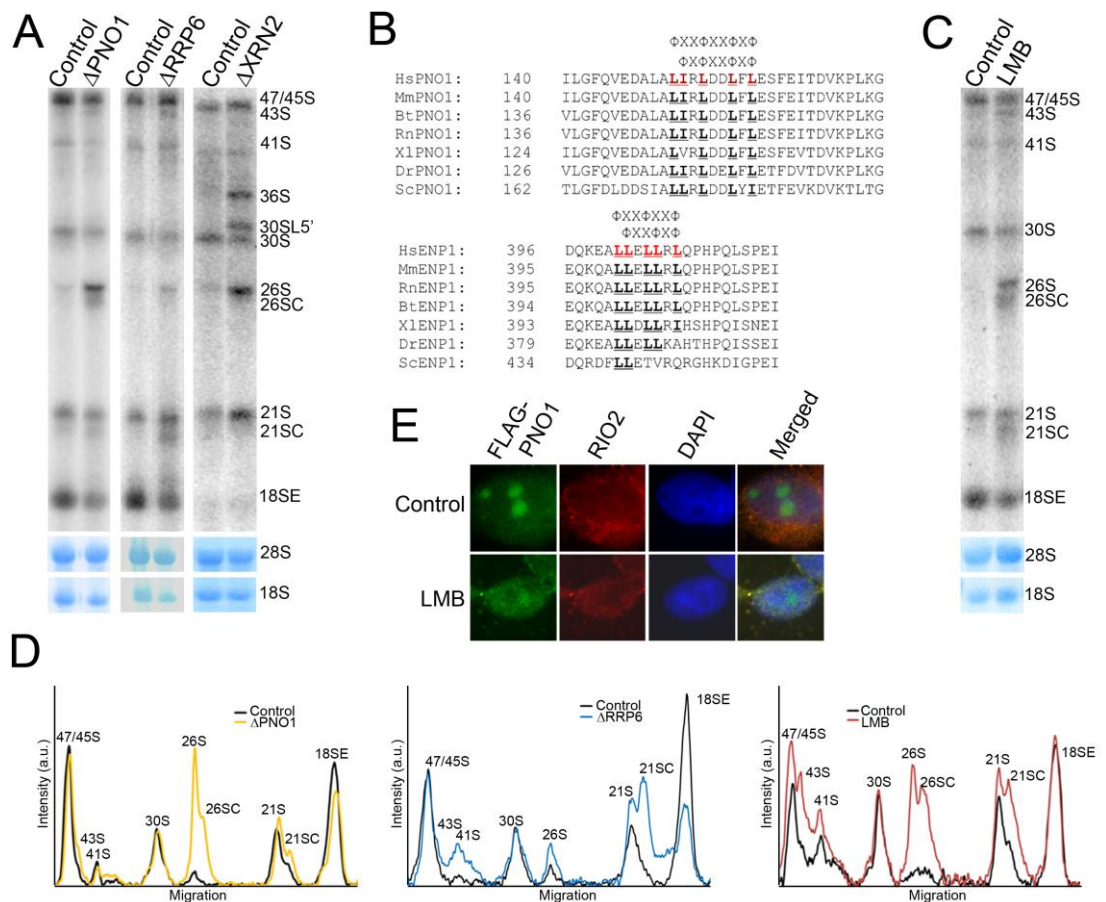 A
Control
ΔPNO1
Control
ΔRRP6
Control
ΔXRN2
47/45S
43S
41S
36S
30SL5'
30S
26S
26SC
21S
21SC
18SE
28S
18S
B
ΦXXΦXXΦXΦ
ΦXXΦXXΦXΦ
HsPNO1: 140 ILGFQVEDALALIRLDDLFLESFEITDVKPLKG
MmPNO1: 140 ILGFQVEDALALIRLDDLFLESFEITDVKPLKG
BtPNO1: 136 VLGFQVEDALALIRLDDLFLESFEITDVKPLKG
RnPNO1: 136 VLGFQVEDALALIRLDDLFLESFEITDVKPLKG
XlPNO1: 124 ILGFQVEDALALVRLDDLFLESFEVTDVKPLKG
DrPNO1: 126 VLGFQVEDALALIRLDELFLESFEVTDVKPLKG
ScPNO1: 162 TLGFDLDDSIALLRLDDLYIETFEVKDVKTLTG
ΦXXΦXXΦ
ΦXXΦXΦ
HsENP1: 396 DQKEALLELLRLQPHPQLSPEI
MmENP1: 395 EQKQALLELLRLQPHPQLSPEI
RnENP1: 395 EQKQALLELLRLQPHPQLSPEI
BtENP1: 394 EQKEALLELLRLQPHPQLSPEI
XlENP1: 393 EQKEALLDLLRIHSHPQISNEI
DrENP1: 379 EQKEALLELLKAHTHPQISSEI
ScENP1: 434 DQRDFLLETVRQRGHKDIGPEI
C
Control
LMB
47/45S
43S
41S
30S
26S
26SC
21S
21SC
18SE
28S
18S
E
FLAG-
PNO1
RIO2
DAPI
Merged
Control
LMB
D
Intensity (a.u.)
Control
ΔPNO1
47/45S
43S
41S
30S
26S
26SC
21S
21SC
18SE
Migration
Intensity (a.u.)
Control
ΔRRP6
47/45S
43S
41S
30S
26S
21S
21SC
18SE
Migration
Intensity (a.u.)
Control
LMB
47/45S
43S
41S
30S
26S
26SC
21S
21SC
18SE
Migration